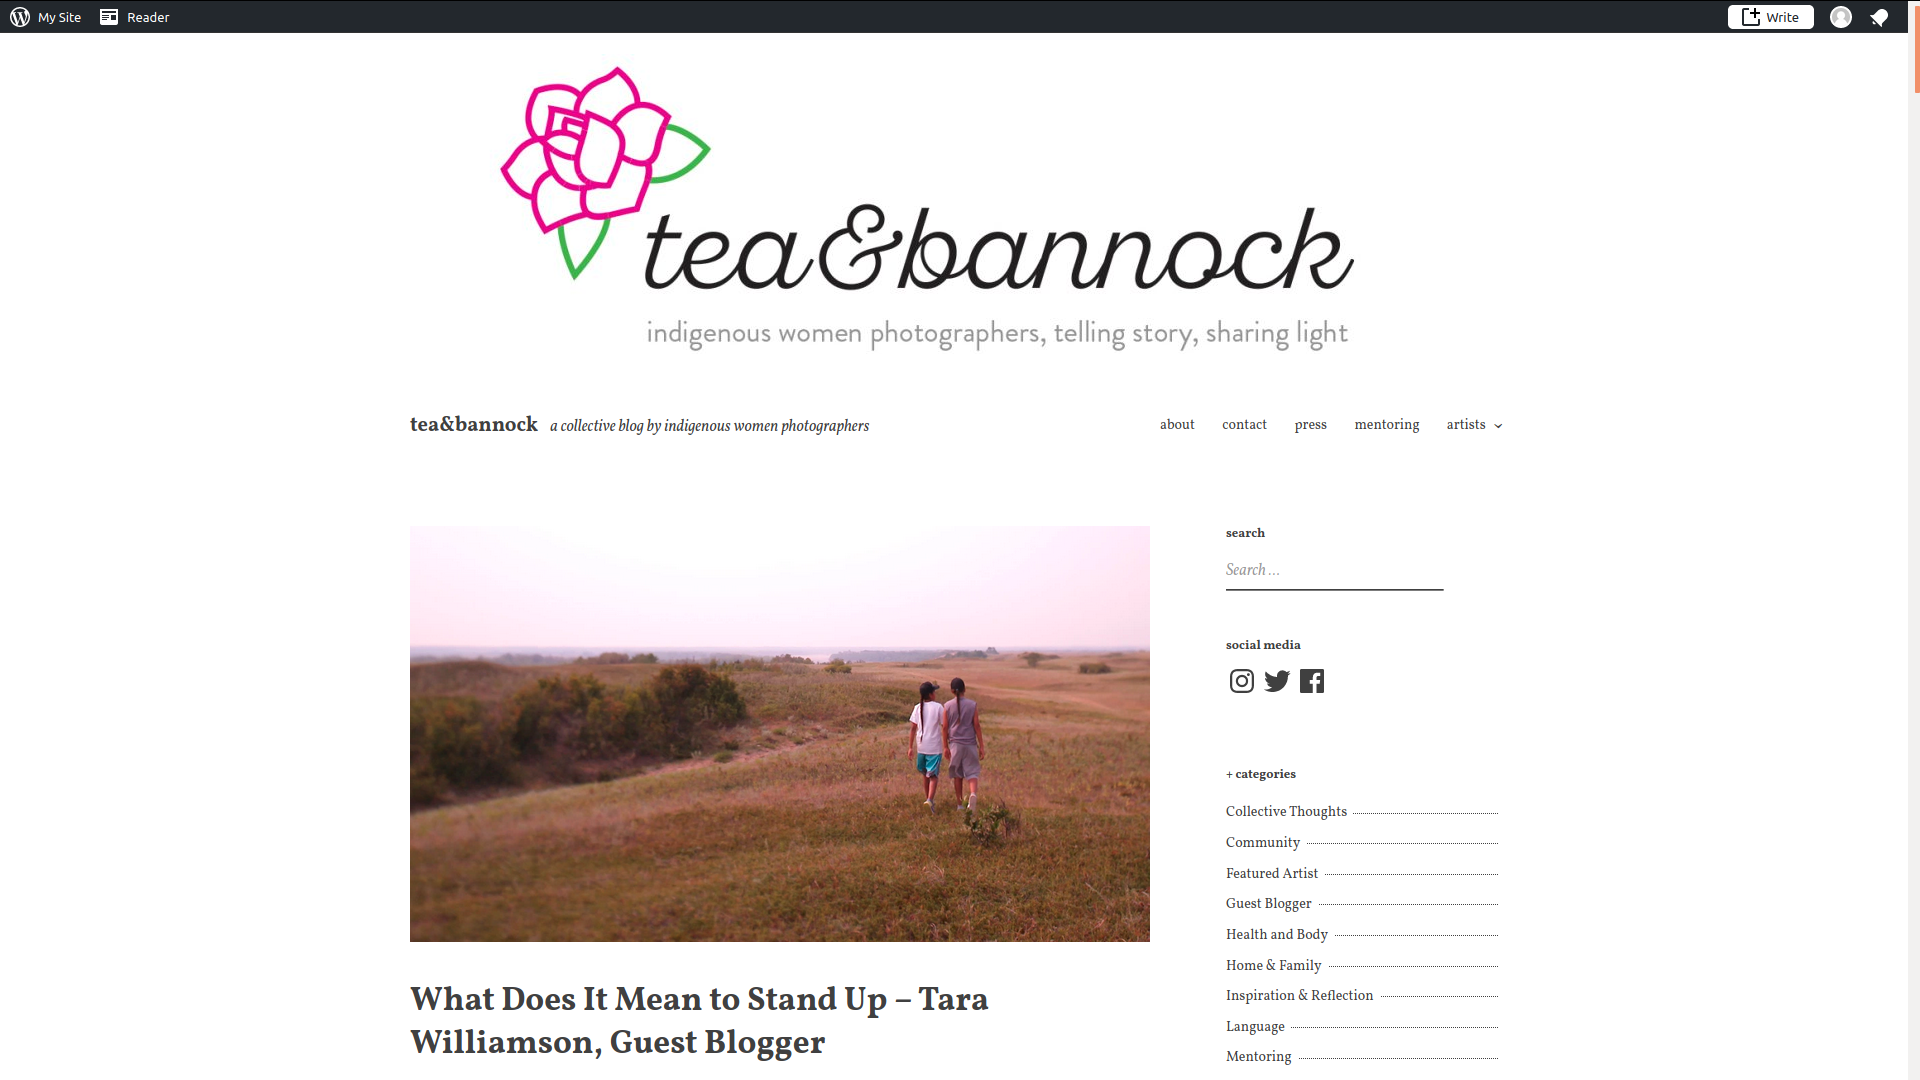 My Site
Reader
Write
tea&bannock
indigenous women photographers, telling story, sharing light
tea&bannock a collective blog by indigenous women photographers
about contact press mentoring artists
search
Search …
social media
+ categories
Collective Thoughts
Community
Featured Artist
Guest Blogger
Health and Body
Home & Family
Inspiration & Reflection
Language
Mentoring
What Does It Mean to Stand Up – Tara
Williamson, Guest Blogger